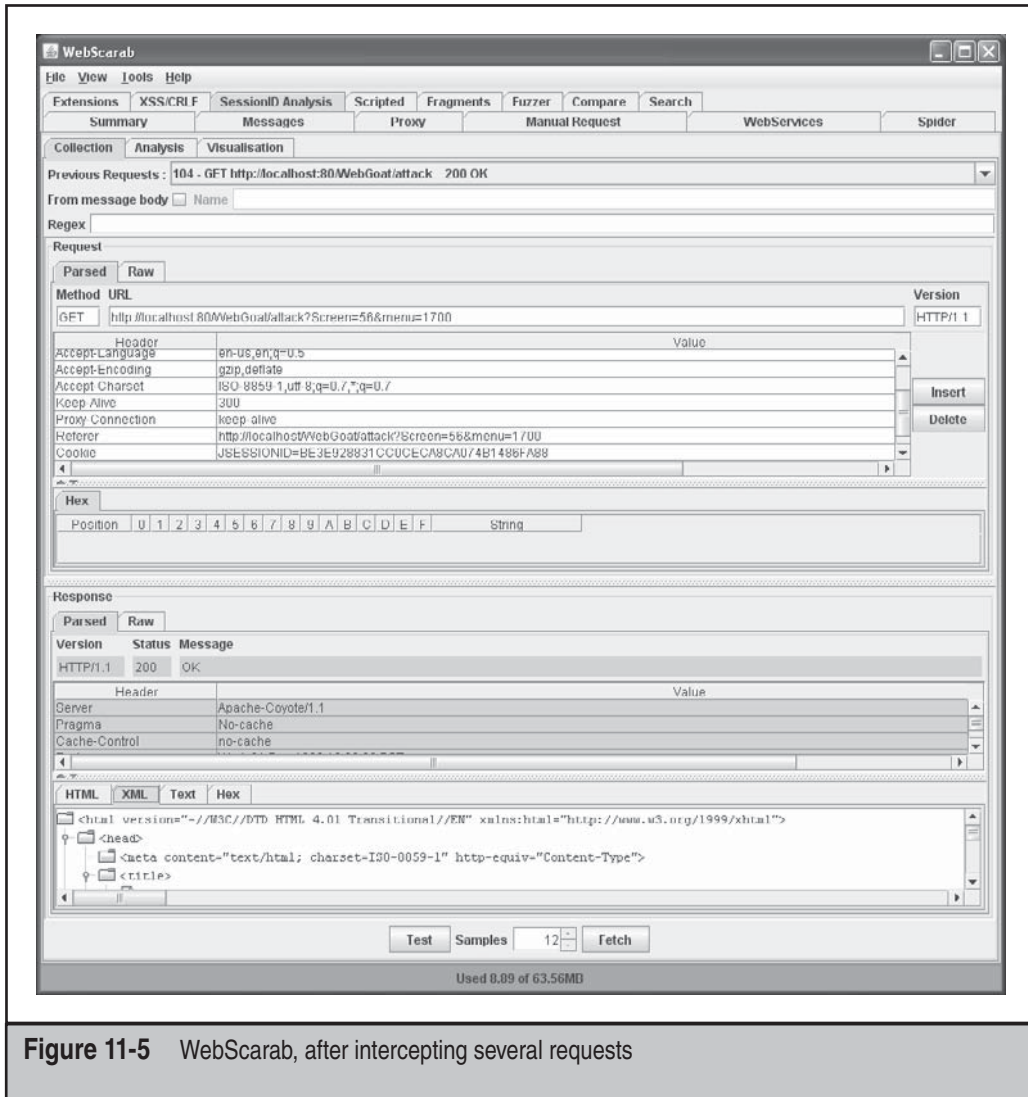 WebScarab
File View Tools Help
Extensions XSS/CRLF SessionID Analysis Scripted Fragments Fuzzer Compare Search
Summary Messages Proxy Manual Request WebServices Spider
Collection Analysis Visualisation
Previous Requests : 104 - GET http://localhost:80/WebGoat/attack 200 OK
From message body Name
Regex
Request
Parsed Raw
Method URL Version
GET http://localhost:80/WebGoat/attack?Screen=56&menu=1700 HTTP/1.1
Header Value
Accept-Language en-us,en;q=0.5
Accept-Encoding gzip,deflate
Accept-Charset ISO-8859-1,utf-8;q=0.7,*;q=0.7
Insert
Keep-Alive 300
Proxy-Connection keep-alive
Delete
Referer http://localhost/WebGoat/attack?Screen=56&menu=1700
Cookie
Hex
Position 0 1 2 3 4 5 6 7 8 9 A B C D E F String
Response
Parsed Raw
Version Status Message
HTTP/1.1 200 OK
Header Value
Server Apache-Coyote/1.1
Pragma No-cache
Cache-Control no-cache
HTML XML Text Hex
<html version="-//W3C//DTD HTML 4.01 Transitional//EN" xmlns:html="http://www.w3.org/1999/xhtml">
<head>
<meta content="text/html; charset=ISO-0059-1" http-equiv="Content-Type">
<title>
Test Samples 12 Fetch
Used 8.89 of 63.56MB
Figure 11-5 WebScarab, after intercepting several requests